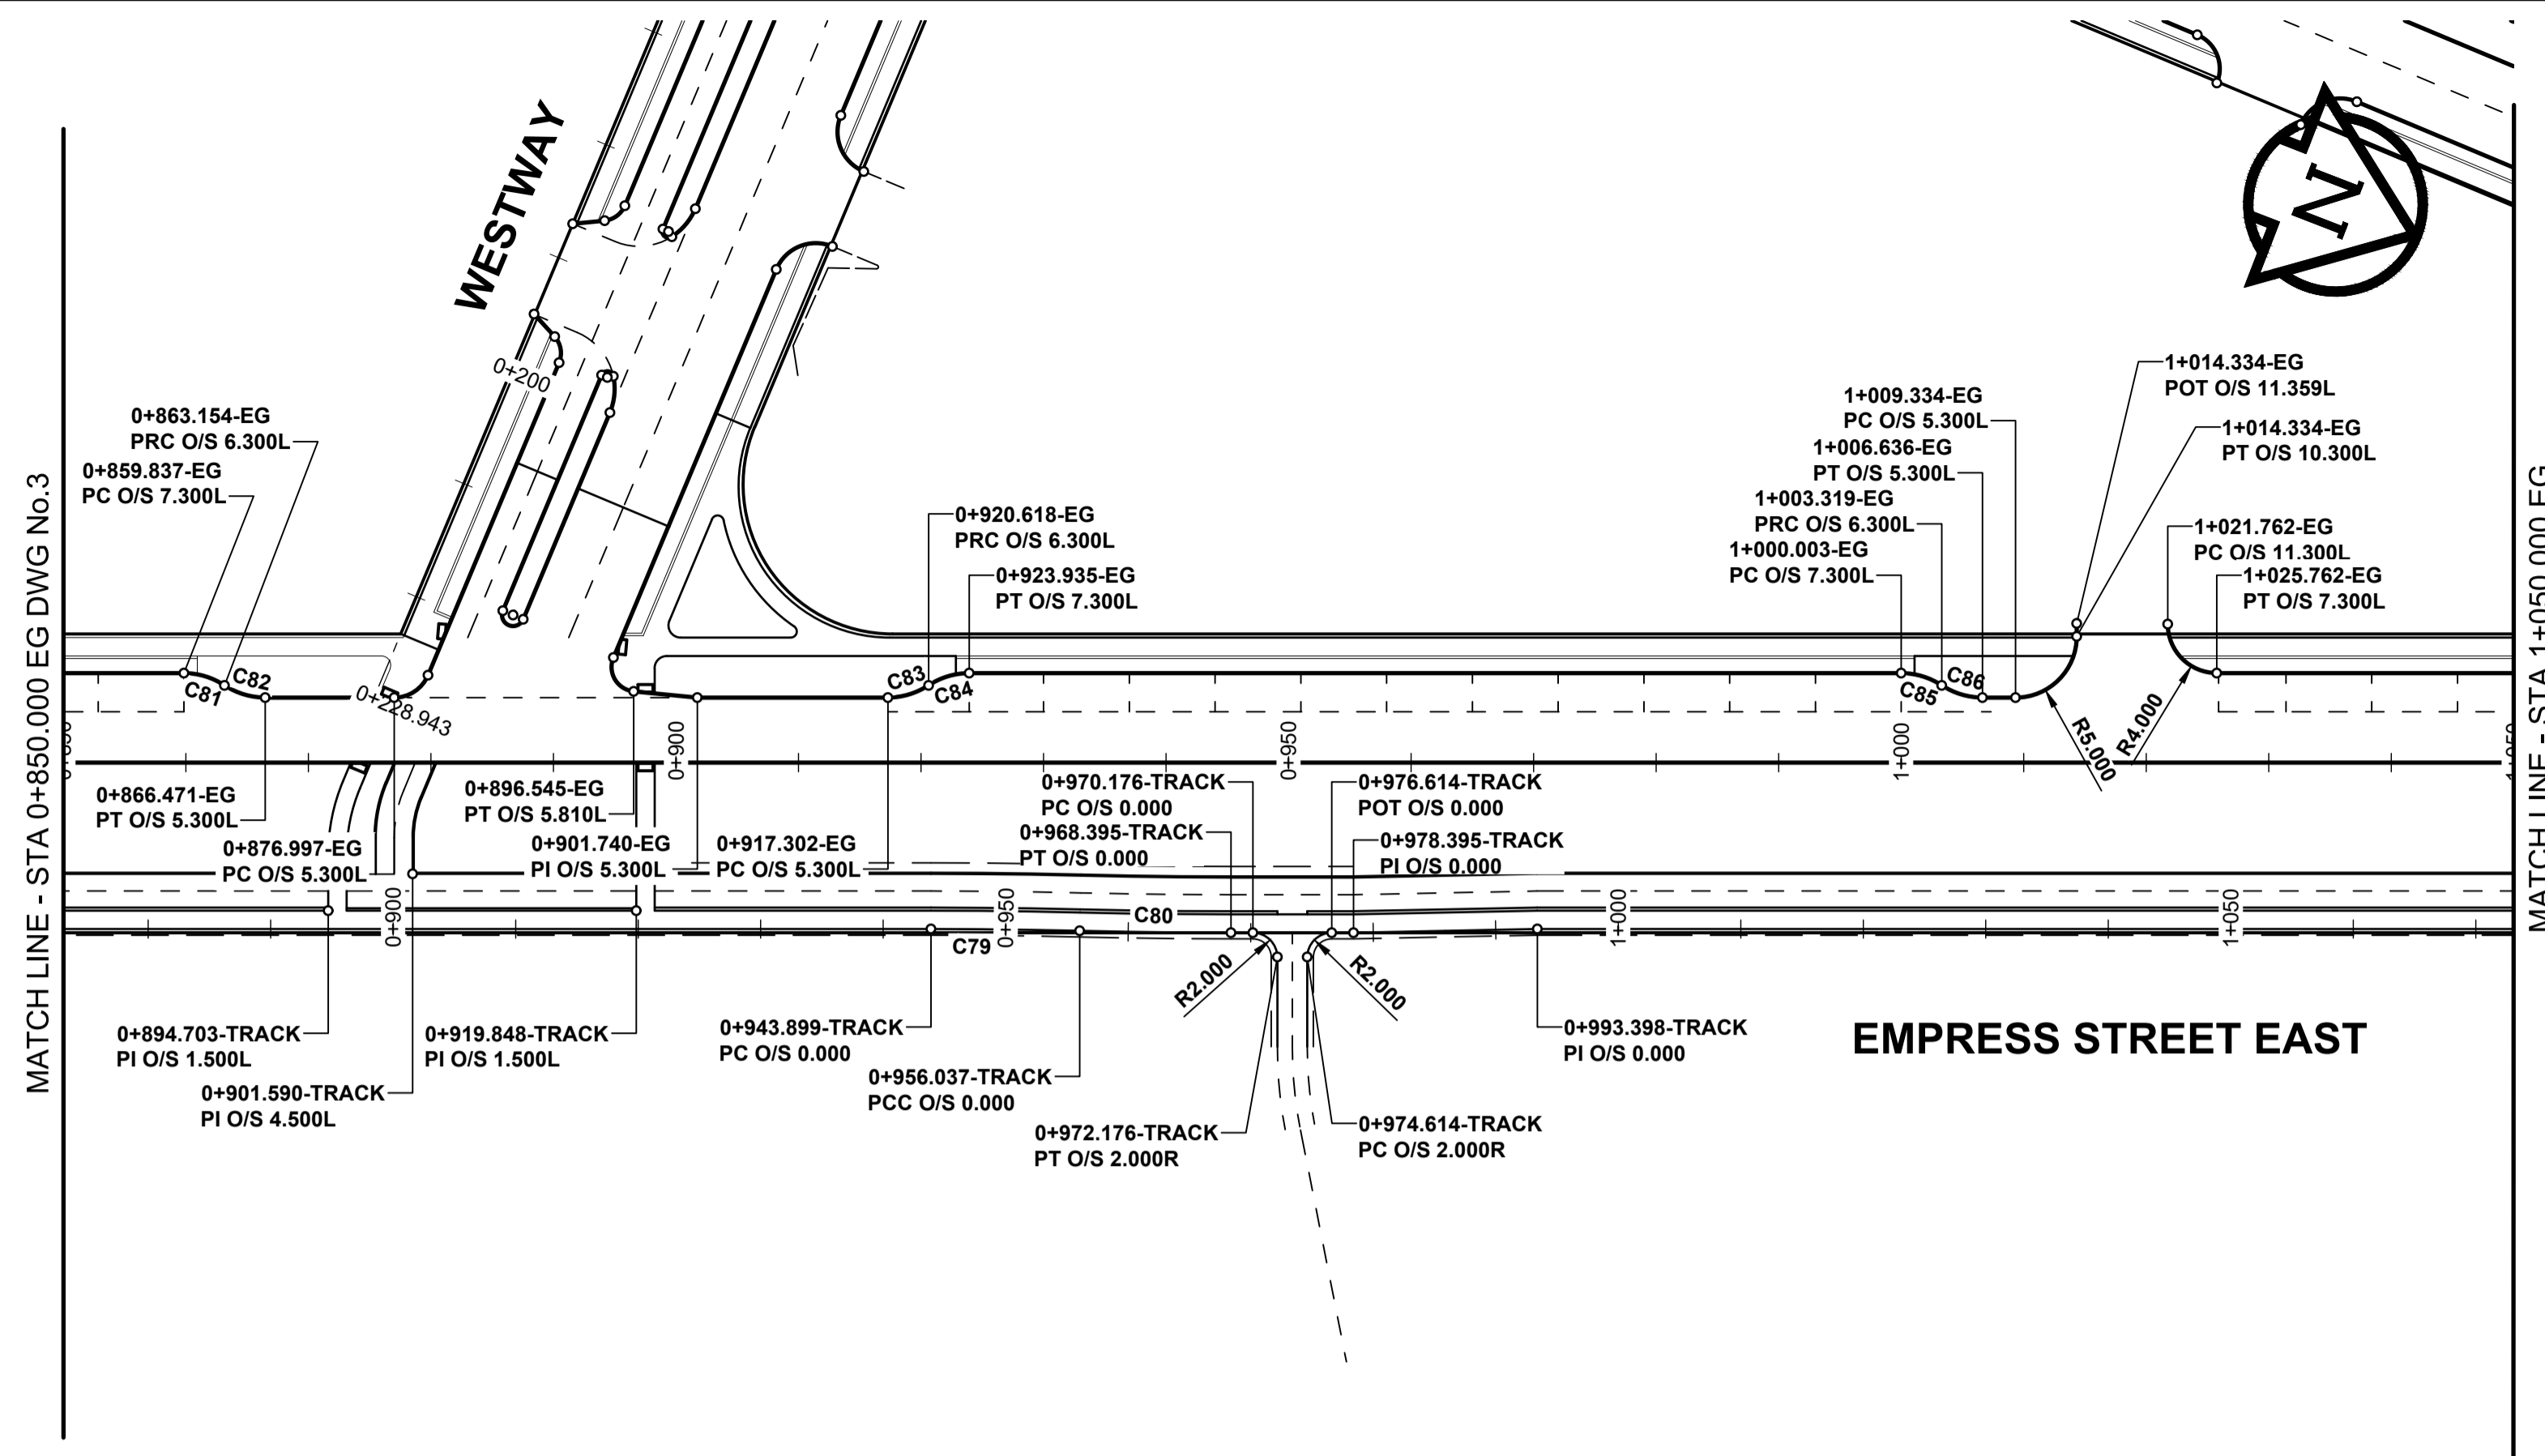 WESTWAY
N
0+200
0+863.154-EG
PRC O/S 6.300L
0+859.837-EG
PC O/S 7.300L
1+014.334-EG
POT O/S 11.359L
1+009.334-EG
PC O/S 5.300L
1+014.334-EG
PT O/S 10.300L
1+006.636-EG
PT O/S 5.300L
1+003.319-EG
PRC O/S 6.300L
1+000.003-EG
PC O/S 7.300L
1+021.762-EG
PC O/S 11.300L
1+025.762-EG
PT O/S 7.300L
0+920.618-EG
PRC O/S 6.300L
0+923.935-EG
PT O/S 7.300L
MATCH LINE - STA 0+850.000 EG DWG No.3
MATCH LINE - STA 1+050.000 EG
C81
C82
0+228.943
C83
C84
C85
C86
R5.000
R4.000
0+900
0+950
1+000
0+866.471-EG
PT O/S 5.300L
0+896.545-EG
PT O/S 5.810L
0+876.997-EG
PC O/S 5.300L
0+901.740-EG
PI O/S 5.300L
0+917.302-EG
PC O/S 5.300L
0+970.176-TRACK
PC O/S 0.000
0+976.614-TRACK
POT O/S 0.000
0+968.395-TRACK
PT O/S 0.000
0+978.395-TRACK
PI O/S 0.000
0+900
0+950
1+000
1+050
C80
C79
R2.000
R2.000
0+894.703-TRACK
PI O/S 1.500L
0+919.848-TRACK
PI O/S 1.500L
0+901.590-TRACK
PI O/S 4.500L
0+943.899-TRACK
PC O/S 0.000
0+956.037-TRACK
PCC O/S 0.000
0+993.398-TRACK
PI O/S 0.000
0+972.176-TRACK
PT O/S 2.000R
0+974.614-TRACK
PC O/S 2.000R
EMPRESS STREET EAST